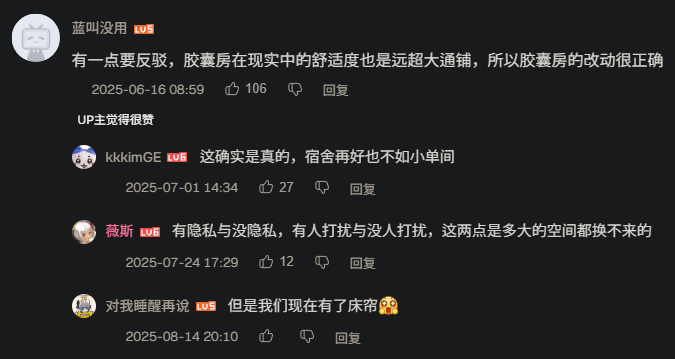 蓝叫没用 LV5
有一点要反驳，胶囊房在现实中的舒适度也是远超大通铺，所以胶囊房的改动很正确
2025-06-16 08:59 106 回复
UP主觉得很赞
kkkimGE LV6 这确实是真的，宿舍再好也不如小单间
2025-07-01 14:34 27 回复
薇斯 LV6 有隐私与没隐私，有人打扰与没人打扰，这两点是多大的空间都换不来的
2025-07-24 17:29 12 回复
对我睡醒再说 LV5 但是我们现在有了床帘
2025-08-14 20:10 回复